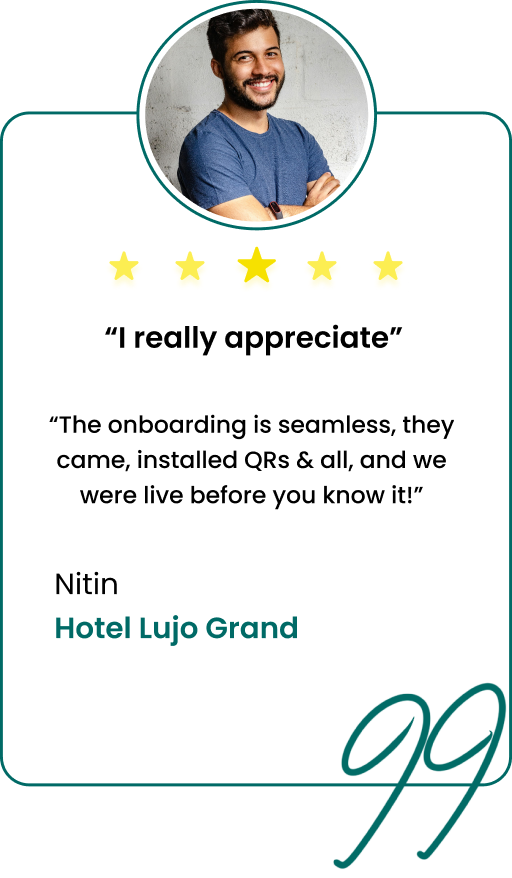 “I really appreciate”
“The onboarding is seamless, they
came, installed QRs & all, and we
were live before you know it!”
Nitin
Hotel Lujo Grand